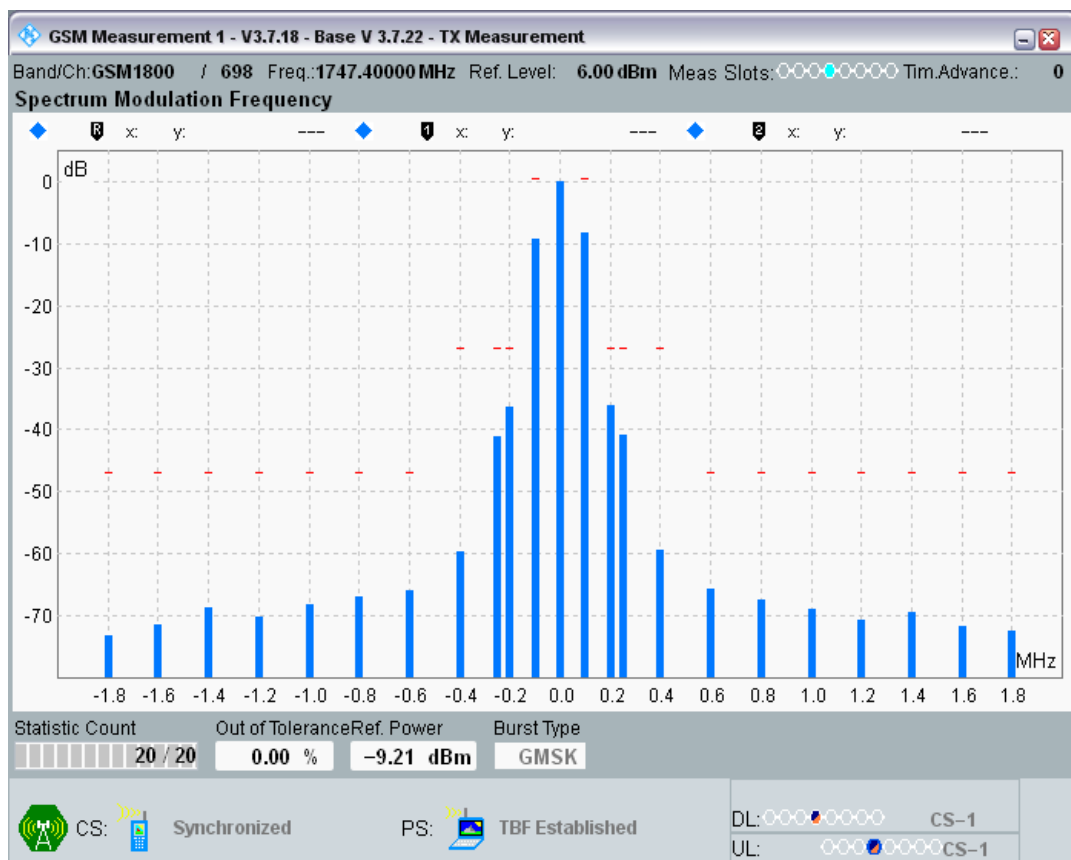 GSM Measurement 1 - V3.7.18 - Base V 3.7.22 - TX Measurement
Band/Ch:GSM1800 / 698 Freq.:1747.40000 MHz Ref. Level: 6.00 dBm Meas Slots: Tim.Advance.: 0
Spectrum Modulation Frequency
R x: y: --- 1 x: y: --- 2 x: y: ---
dB
0
-10
-20
-30
-40
-50
-60
-70
MHz
-1.8 -1.6 -1.4 -1.2 -1.0 -0.8 -0.6 -0.4 -0.2 0.0 0.2 0.4 0.6 0.8 1.0 1.2 1.4 1.6 1.8
Statistic Count Out of Tolerance Ref. Power Burst Type
20 / 20 0.00 % −9.21 dBm GMSK
CS: Synchronized PS: TBF Established DL: CS−1
UL: CS−1